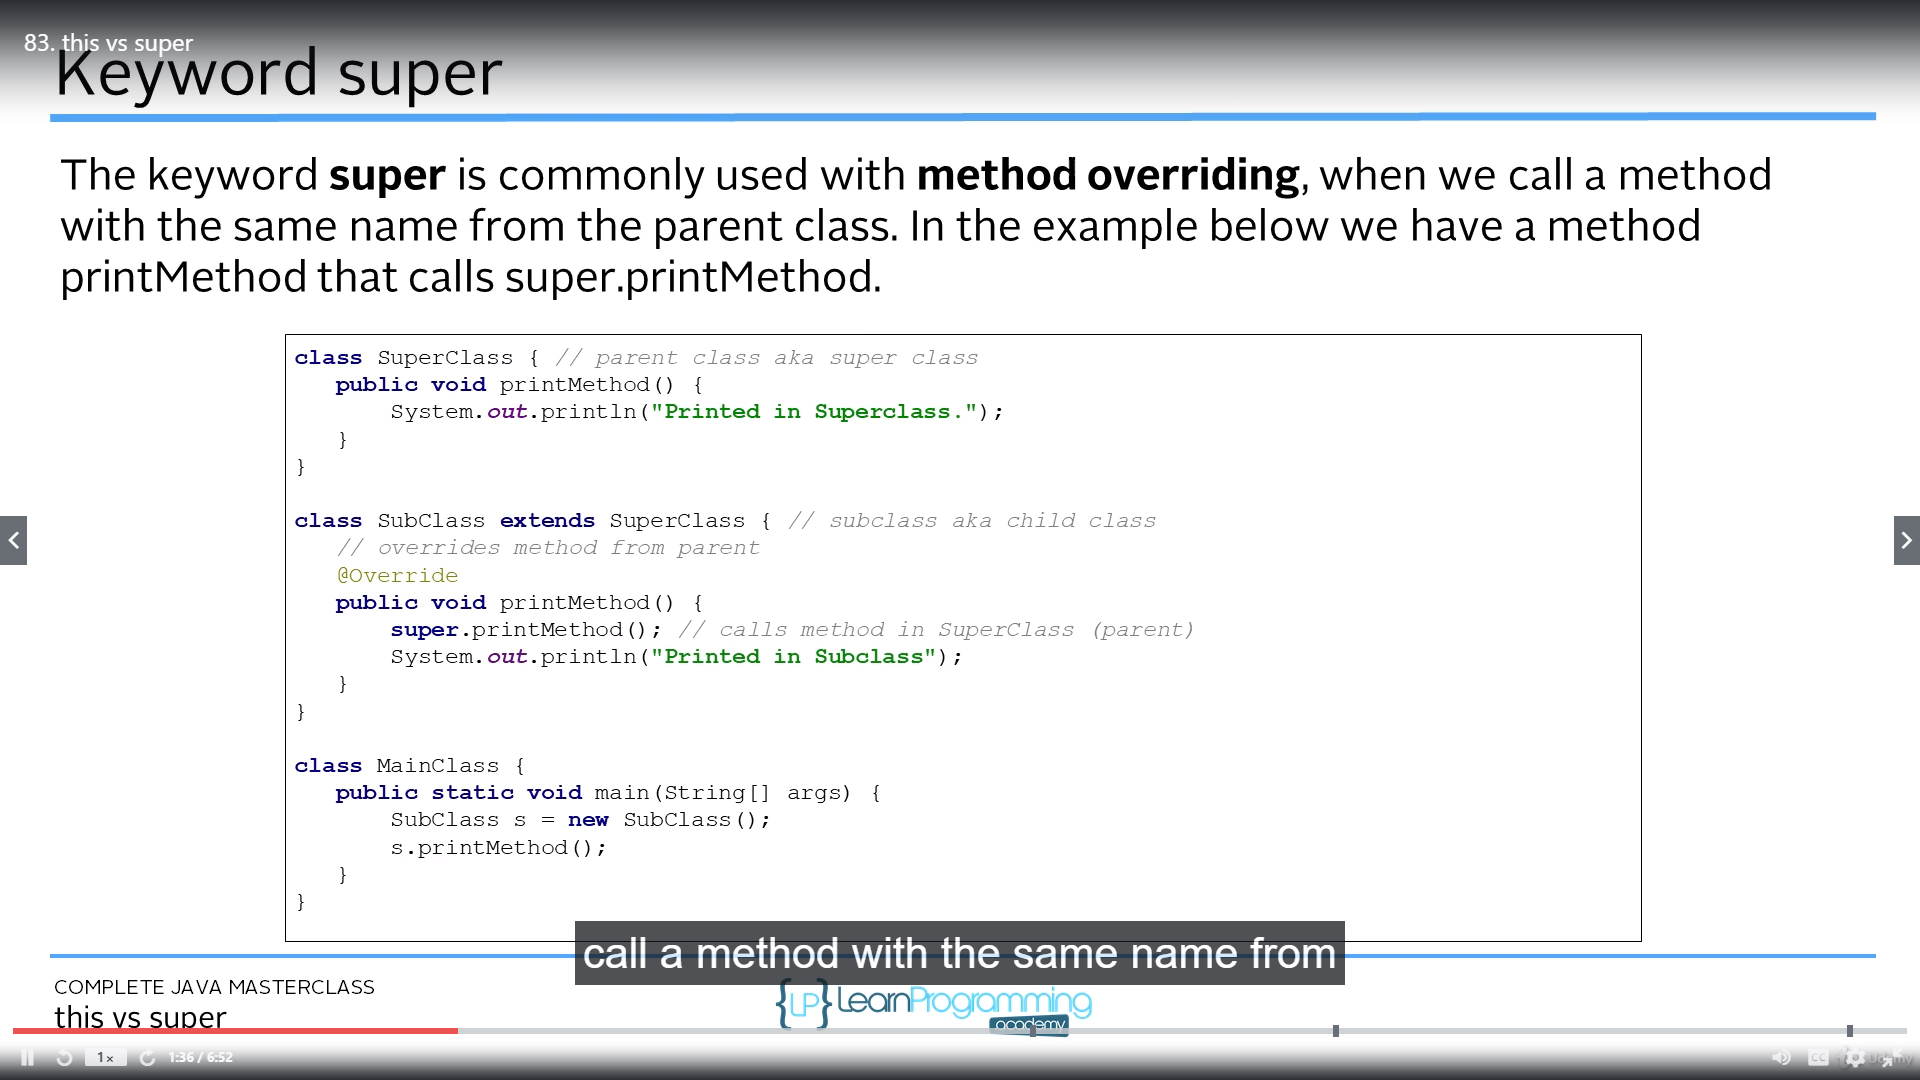 83. this vs super
Keyword super
The keyword super is commonly used with method overriding, when we call a method
with the same name from the parent class. In the example below we have a method
printMethod that calls super.printMethod.
class SuperClass { // parent class aka super class
public void printMethod() {
System.out.println("Printed in Superclass.");
}
}
class SubClass extends SuperClass { // subclass aka child class
// overrides method from parent
@Override
public void printMethod() {
super.printMethod(); // calls method in SuperClass (parent)
System.out.println("Printed in Subclass");
}
}
class MainClass {
public static void main(String[] args) {
SubClass s = new SubClass();
s.printMethod();
}
}
call a method with the same name from
COMPLETE JAVA MASTERCLASS
this vs super
{LP} LearnProgramming
academy
1x
1:36 / 6:52
CC
Udemy